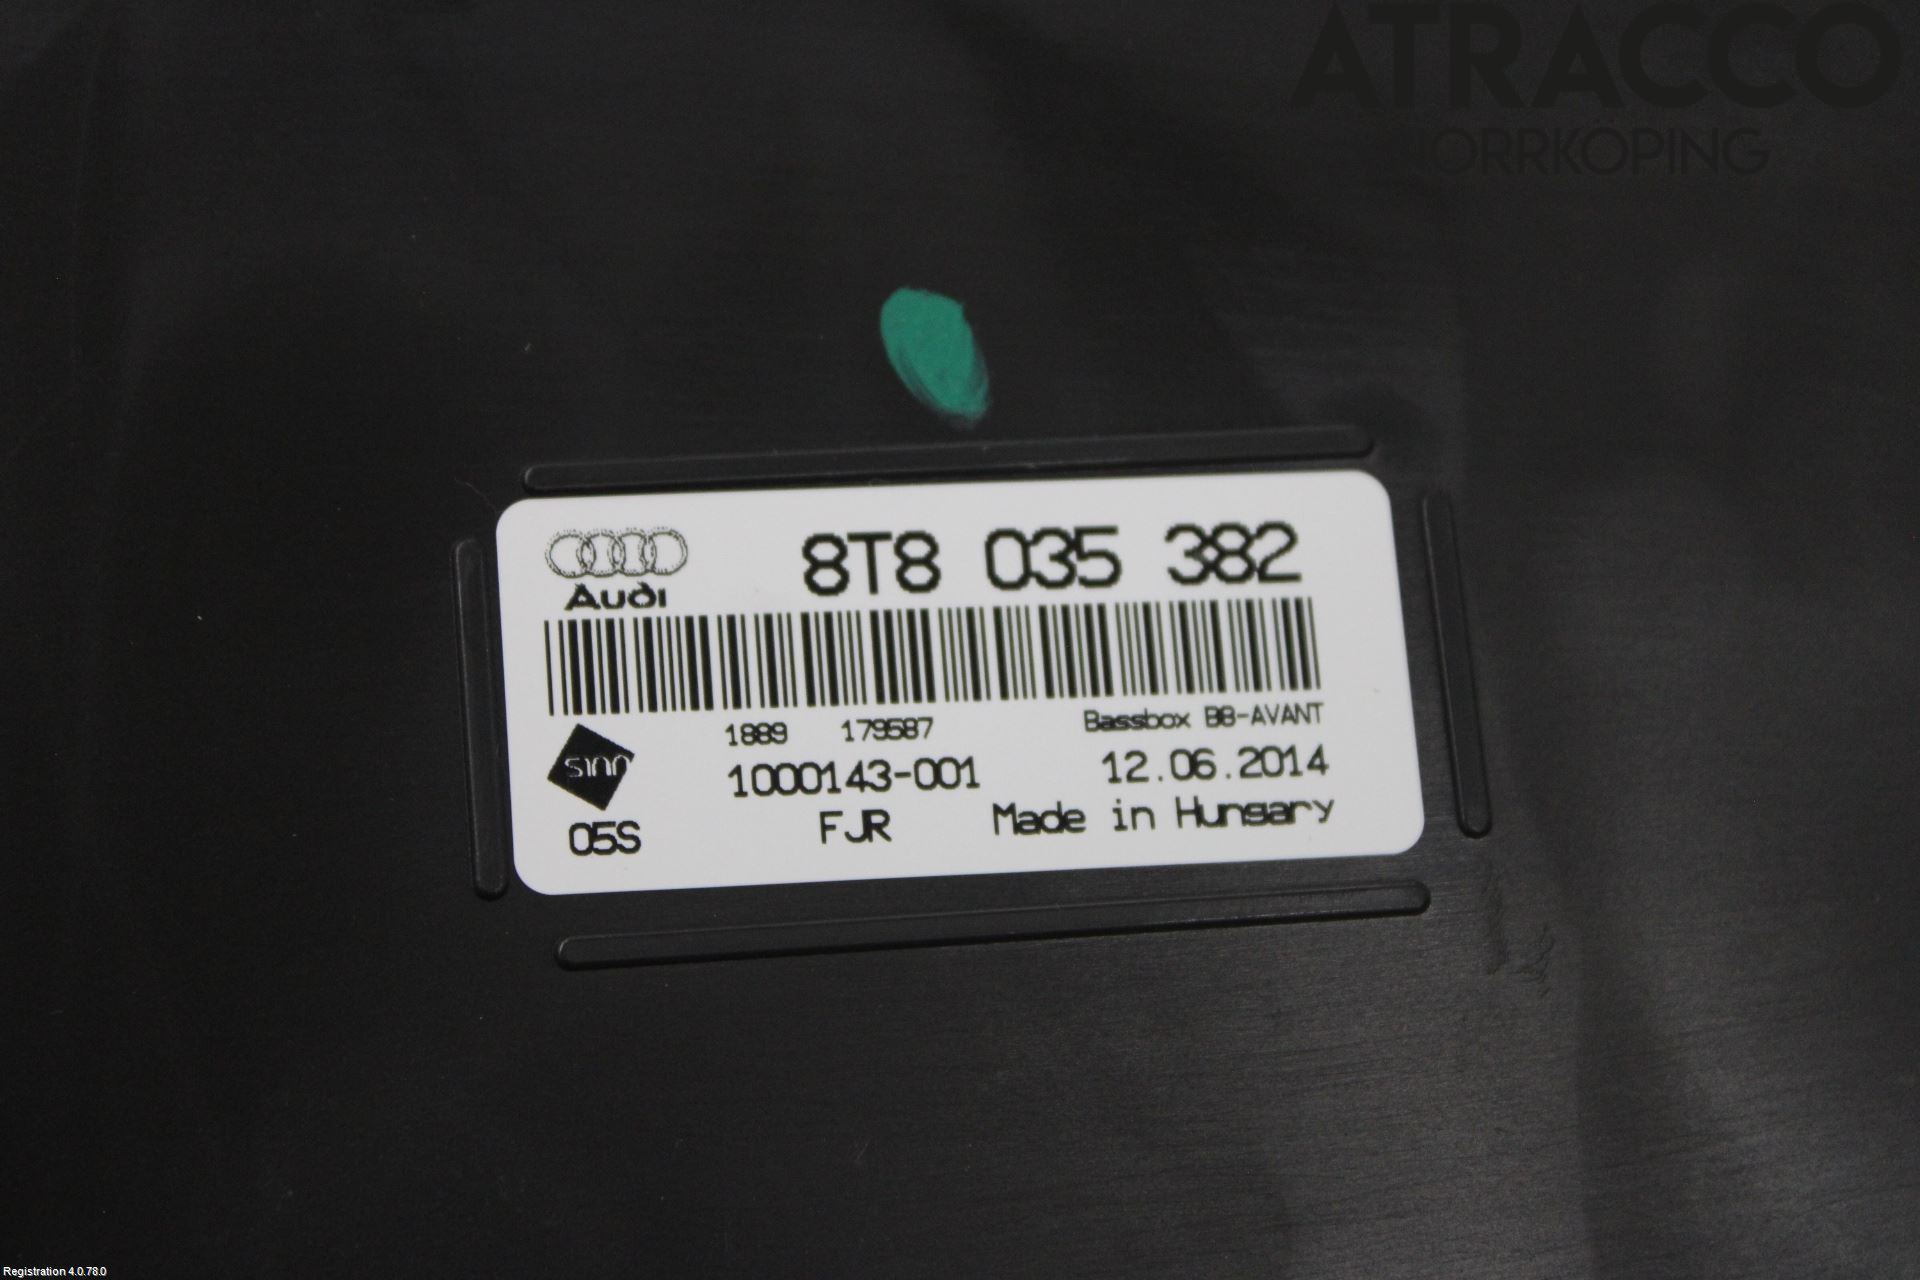 ATRACCO
NORRKÖPING
Audi
8T8 035 382
1889 179587
Bassbox B8-AVANT
sinn
1000143-001
12.06.2014
05S
FJR
Made in Hungary
Registration 4.0.78.0